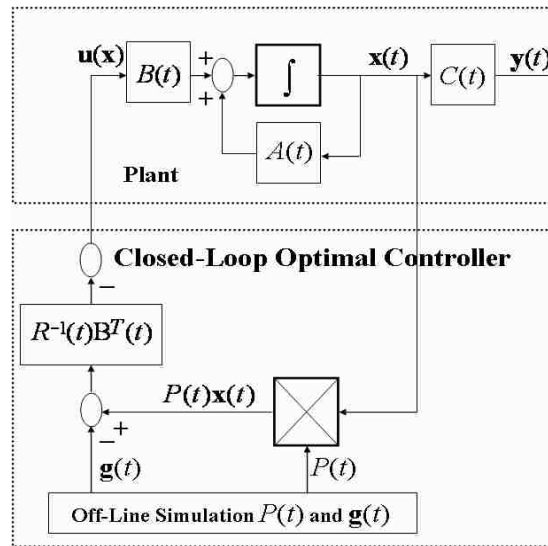 u(x)
B(t)
+
+
∫
x(t)
C(t)
y(t)
A(t)
Plant
Closed-Loop Optimal Controller
−
R⁻¹(t)Bᵀ(t)
P(t)x(t)
− +
g(t)
P(t)
Off-Line Simulation P(t) and g(t)